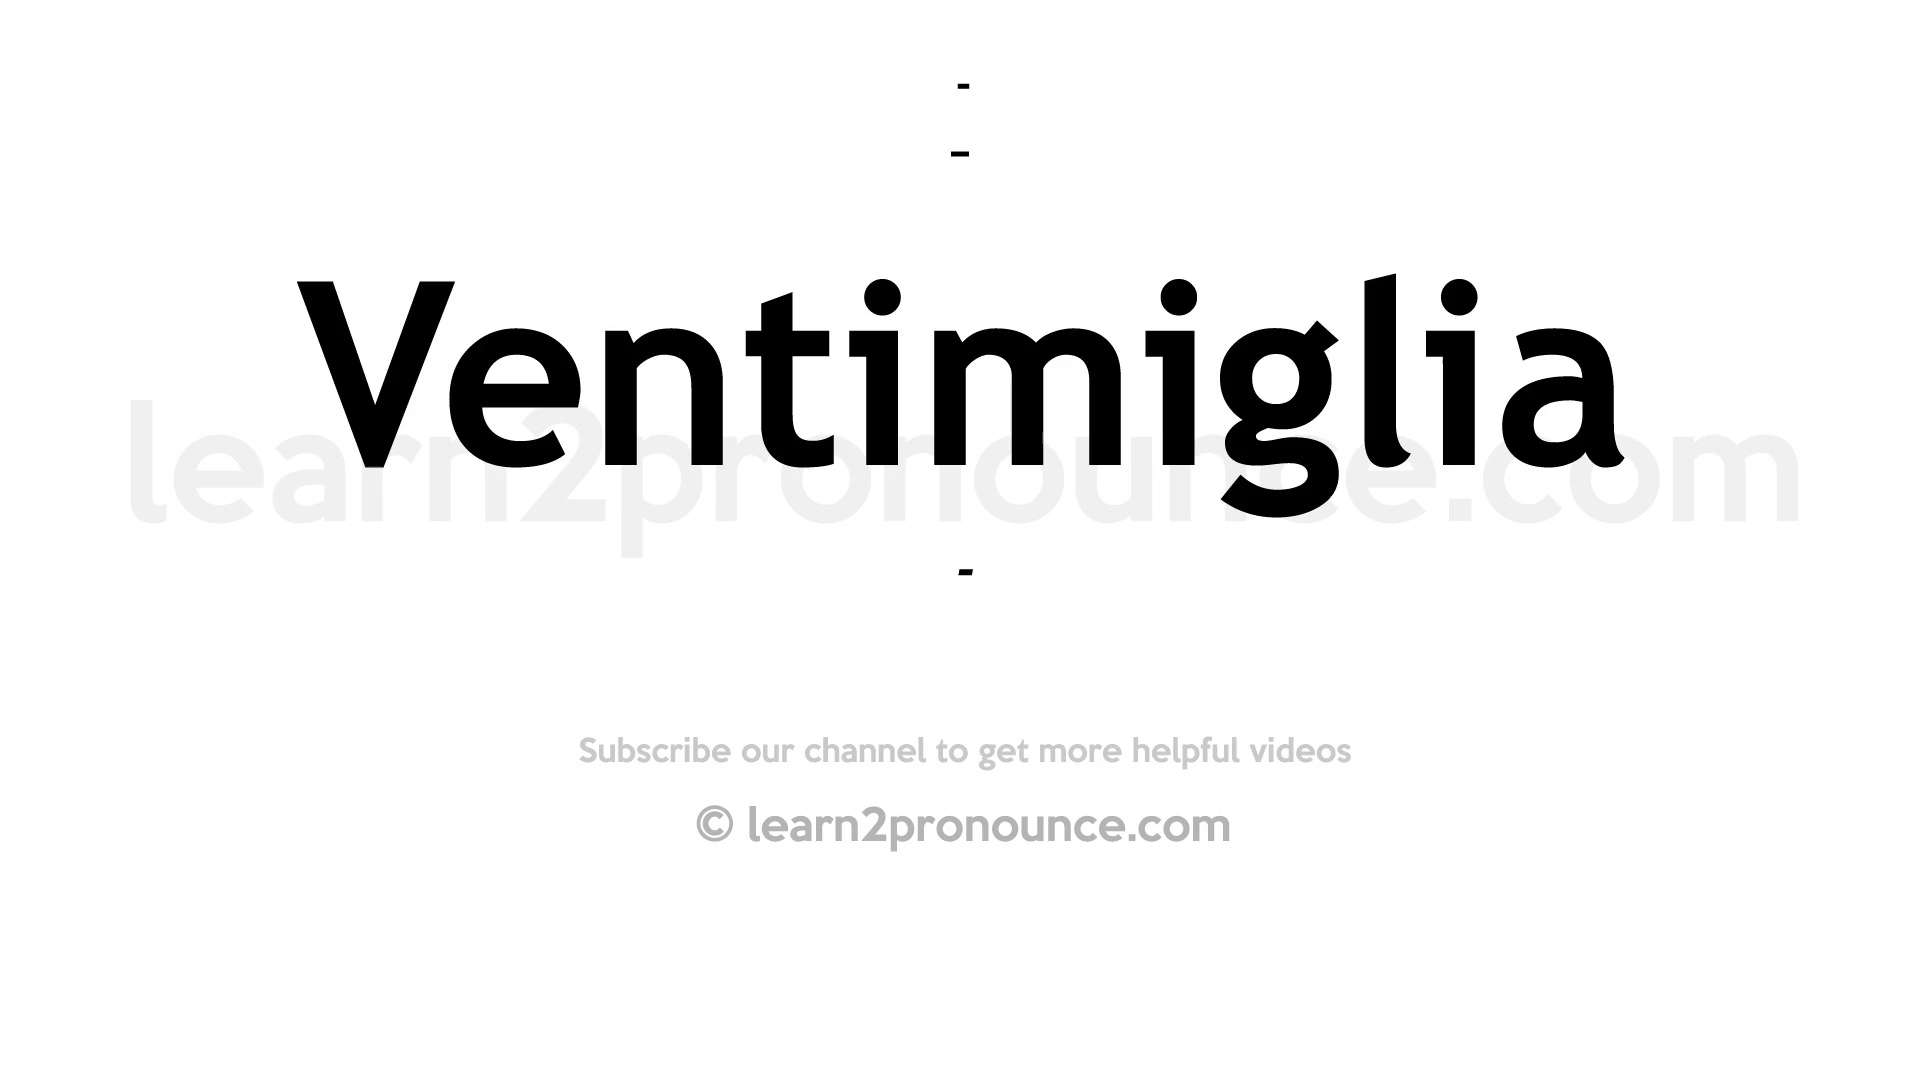 -
–
Ventimiglia
learn2pronounce.com
-
Subscribe our channel to get more helpful videos
© learn2pronounce.com